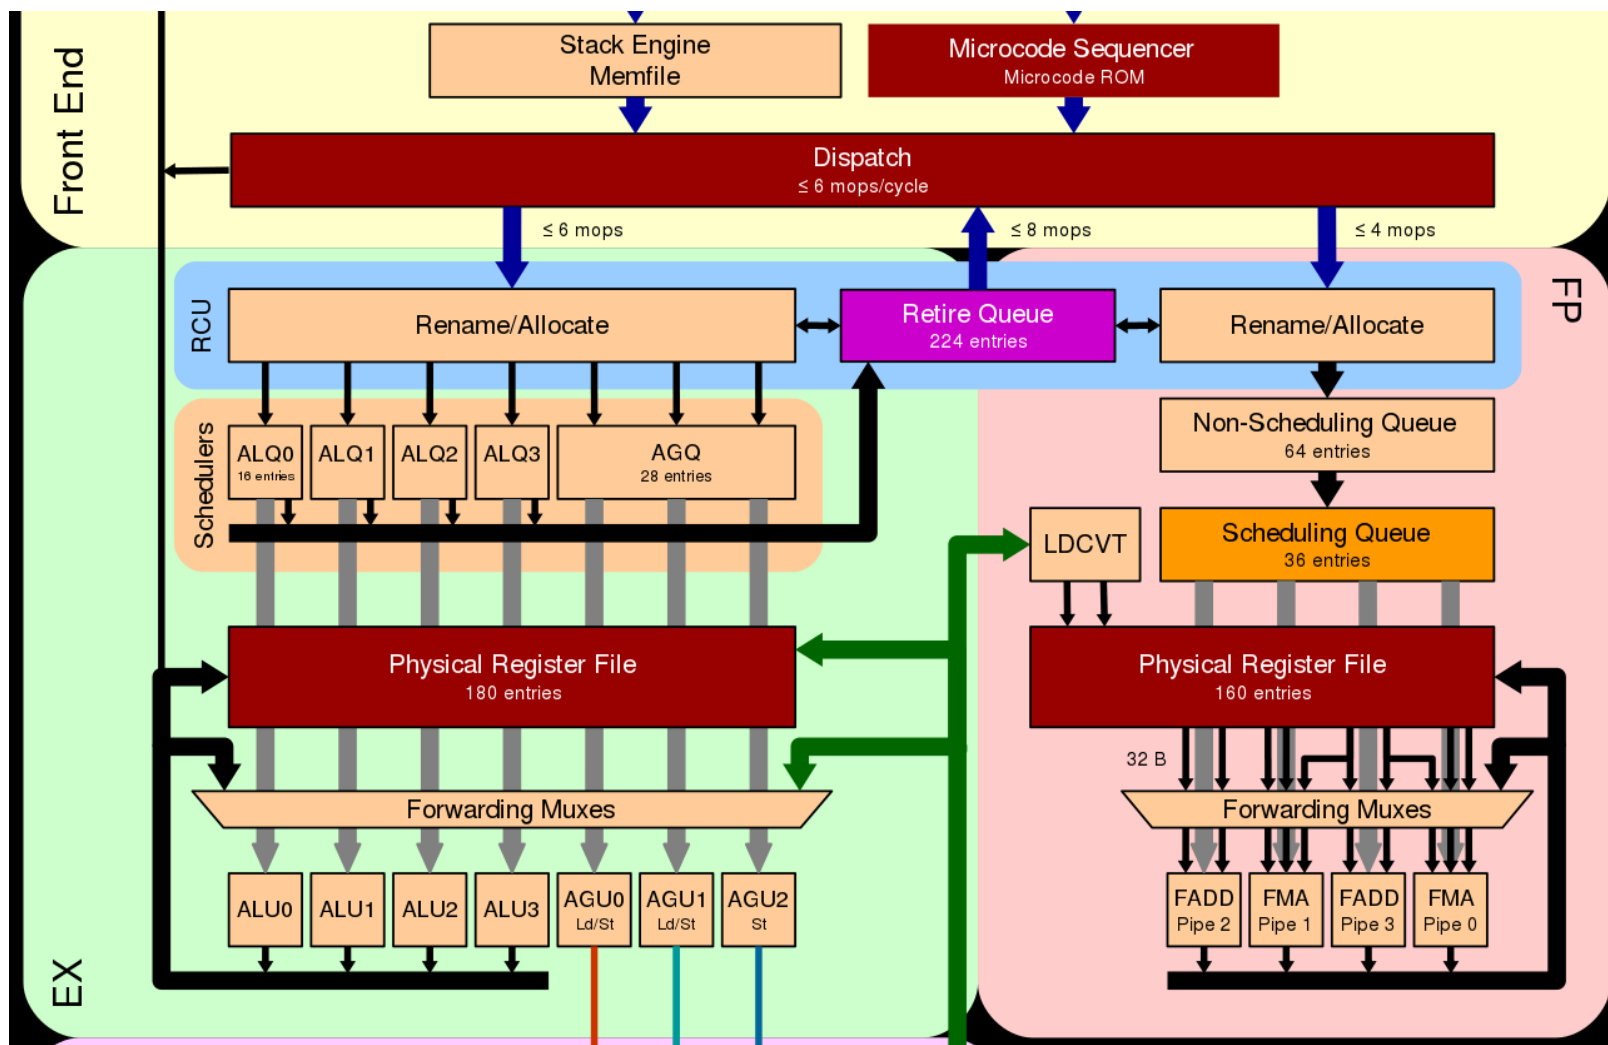 Front End
Stack Engine
Memfile
Microcode Sequencer
Microcode ROM
Dispatch
≤ 6 mops/cycle
≤ 6 mops
≤ 8 mops
≤ 4 mops
RCU
Rename/Allocate
Retire Queue
224 entries
Rename/Allocate
FP
Schedulers
ALQ0
16 entries
ALQ1
ALQ2
ALQ3
AGQ
28 entries
Non-Scheduling Queue
64 entries
LDCVT
Scheduling Queue
36 entries
Physical Register File
180 entries
Physical Register File
160 entries
32 B
Forwarding Muxes
Forwarding Muxes
EX
ALU0
ALU1
ALU2
ALU3
AGU0
Ld/St
AGU1
Ld/St
AGU2
St
FADD
Pipe 2
FMA
Pipe 1
FADD
Pipe 3
FMA
Pipe 0